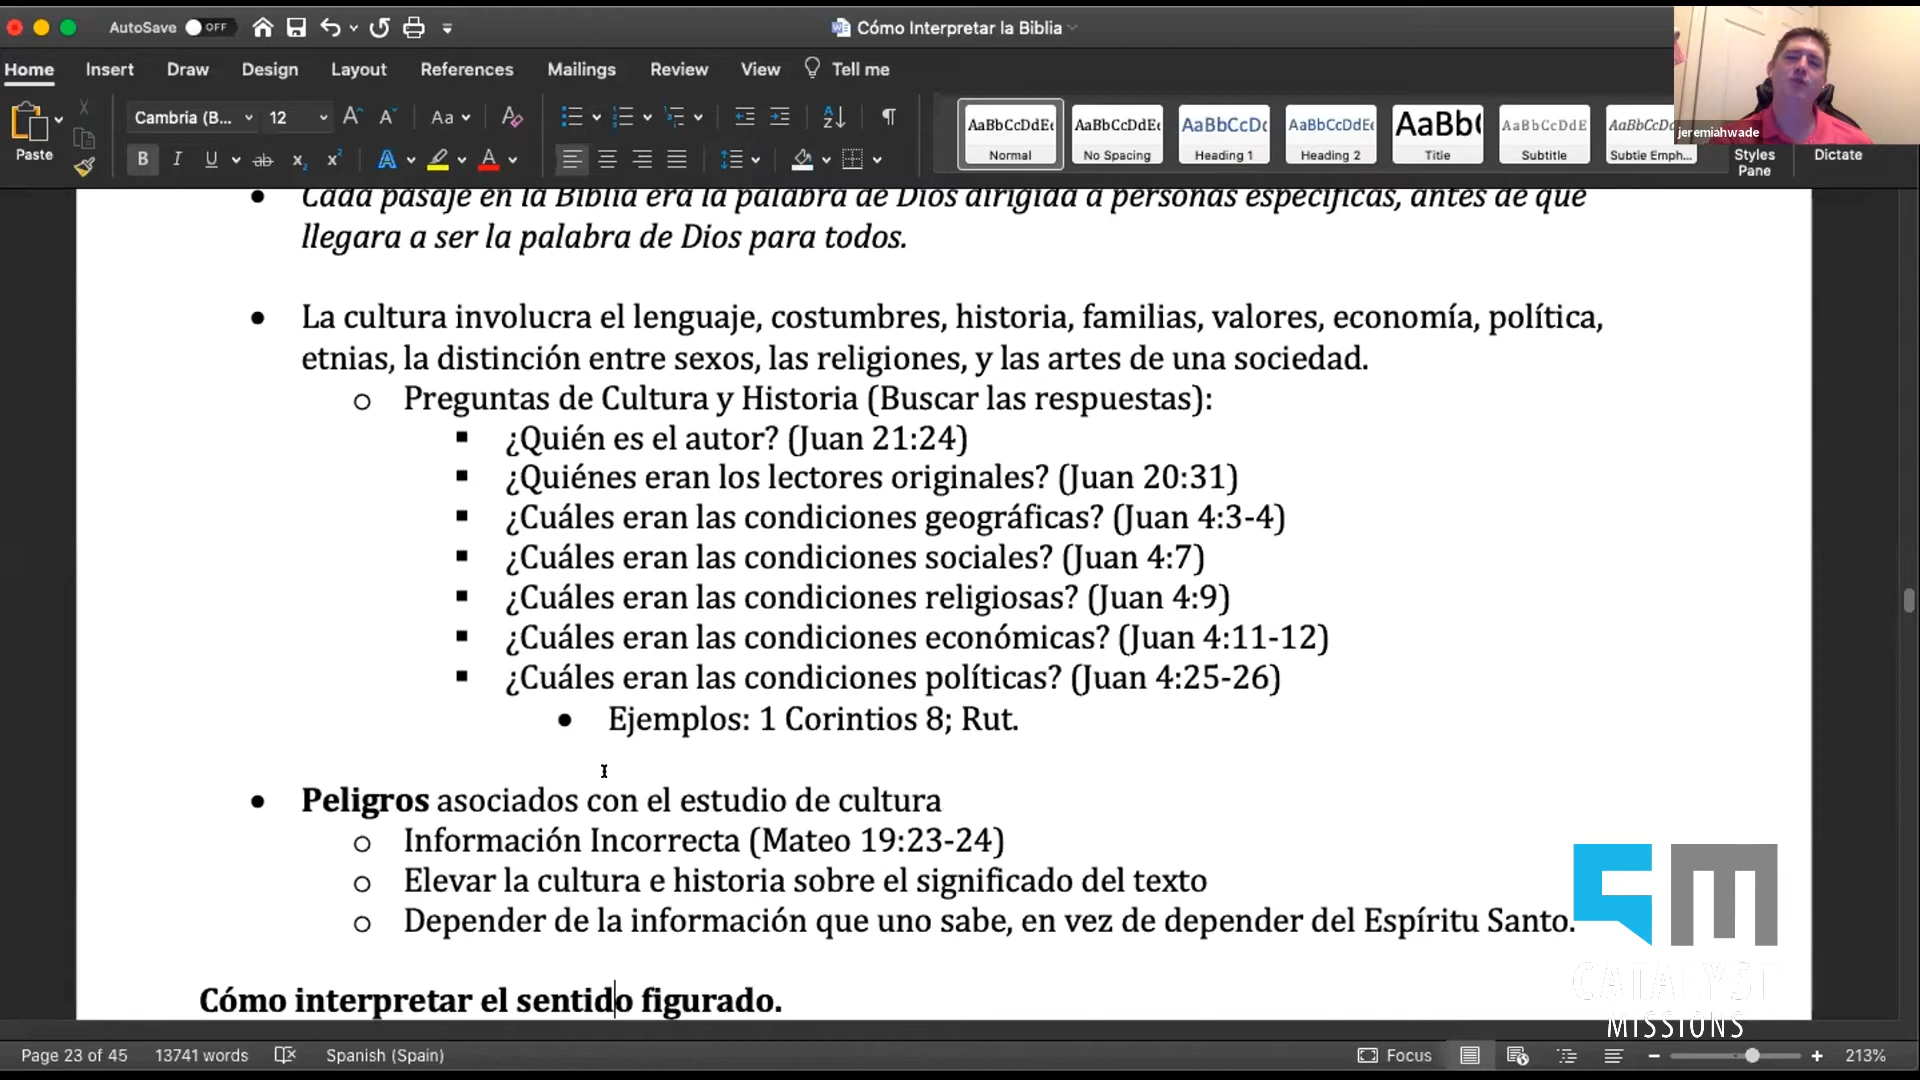 AutoSave OFF
Cómo Interpretar la Biblia
Home Insert Draw Design Layout References Mailings Review View Tell me
Cambria (B... 12 Aa
Paste
B I U ab x2 x2 A A
AaBbCcDdEe AaBbCcDdEe AaBbCcDc AaBbCcDdEe AaBb( AaBbCcDdE AaBbCcDc
Normal No Spacing Heading 1 Heading 2 Title Subtitle Subtle Emph...
Styles Pane Dictate
jeremiahwade
• Cada pasaje en la Biblia era la palabra de Dios dirigida a personas específicas, antes de que
llegara a ser la palabra de Dios para todos.
• La cultura involucra el lenguaje, costumbres, historia, familias, valores, economía, política,
etnias, la distinción entre sexos, las religiones, y las artes de una sociedad.
o Preguntas de Cultura y Historia (Buscar las respuestas):
▪ ¿Quién es el autor? (Juan 21:24)
▪ ¿Quiénes eran los lectores originales? (Juan 20:31)
▪ ¿Cuáles eran las condiciones geográficas? (Juan 4:3-4)
▪ ¿Cuáles eran las condiciones sociales? (Juan 4:7)
▪ ¿Cuáles eran las condiciones religiosas? (Juan 4:9)
▪ ¿Cuáles eran las condiciones económicas? (Juan 4:11-12)
▪ ¿Cuáles eran las condiciones políticas? (Juan 4:25-26)
• Ejemplos: 1 Corintios 8; Rut.
• Peligros asociados con el estudio de cultura
o Información Incorrecta (Mateo 19:23-24)
o Elevar la cultura e historia sobre el significado del texto
o Depender de la información que uno sabe, en vez de depender del Espíritu Santo.
Cómo interpretar el sentido figurado.
CATALYST
MISSIONS
Page 23 of 45 13741 words Spanish (Spain) Focus 213%